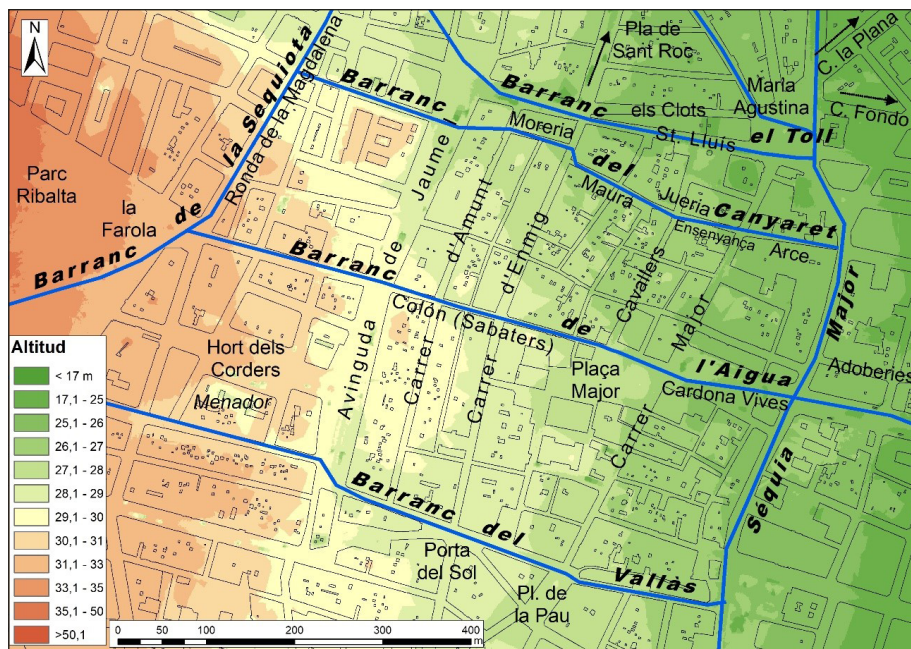 N
Barranc de la Sequiota
Ronda de la Magdalena
Parc
Ribalta
la
Farola
Barranc del Canyaret
Barranc el Toll
Pla de
Sant Roc
C. la Plana
C. Fondo
Maria
Agustina
els Clots
St. Lluís
Moreria
Maura
Jueria
Ensenyança
Arce
Avinguda de Jaume I
Carrer d'Amunt
Carrer d'Enmig
Cavallers
Carrer Major
Barranc de l'Aigua
Colón (Sabaters)
Plaça
Major
Cardona Vives
Adobenes
Séquia Major
Hort dels
Corders
Menador
Barranc del Vallàs
Porta
del Sol
Pl. de
la Pau
Altitud
< 17 m
17,1 - 25
25,1 - 26
26,1 - 27
27,1 - 28
28,1 - 29
29,1 - 30
30,1 - 31
31,1 - 33
33,1 - 35
35,1 - 50
>50,1
0 50 100 200 300 400
m